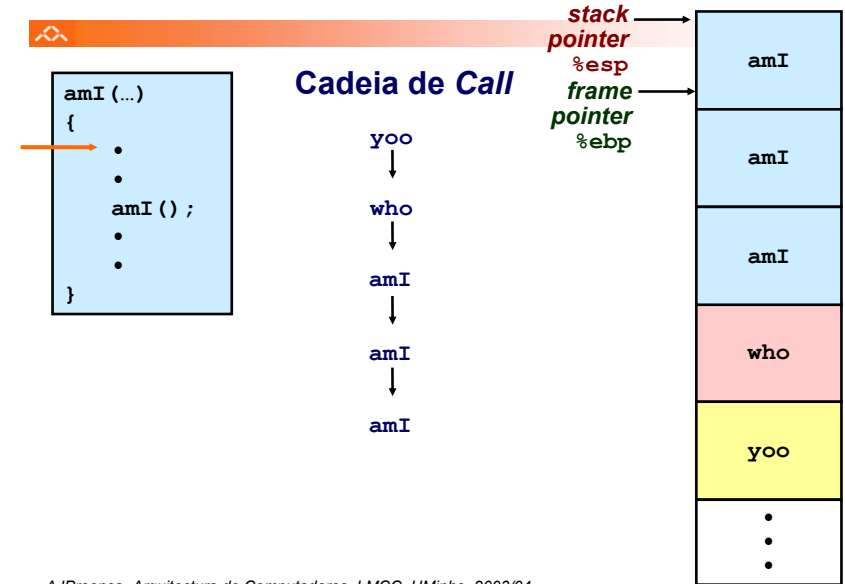 stack
pointer
%esp
frame
pointer
%ebp
Cadeia de Call
amI(…)
{
•
•
amI();
•
•
}
yoo
who
amI
amI
amI
amI
amI
amI
who
yoo
•
•
•